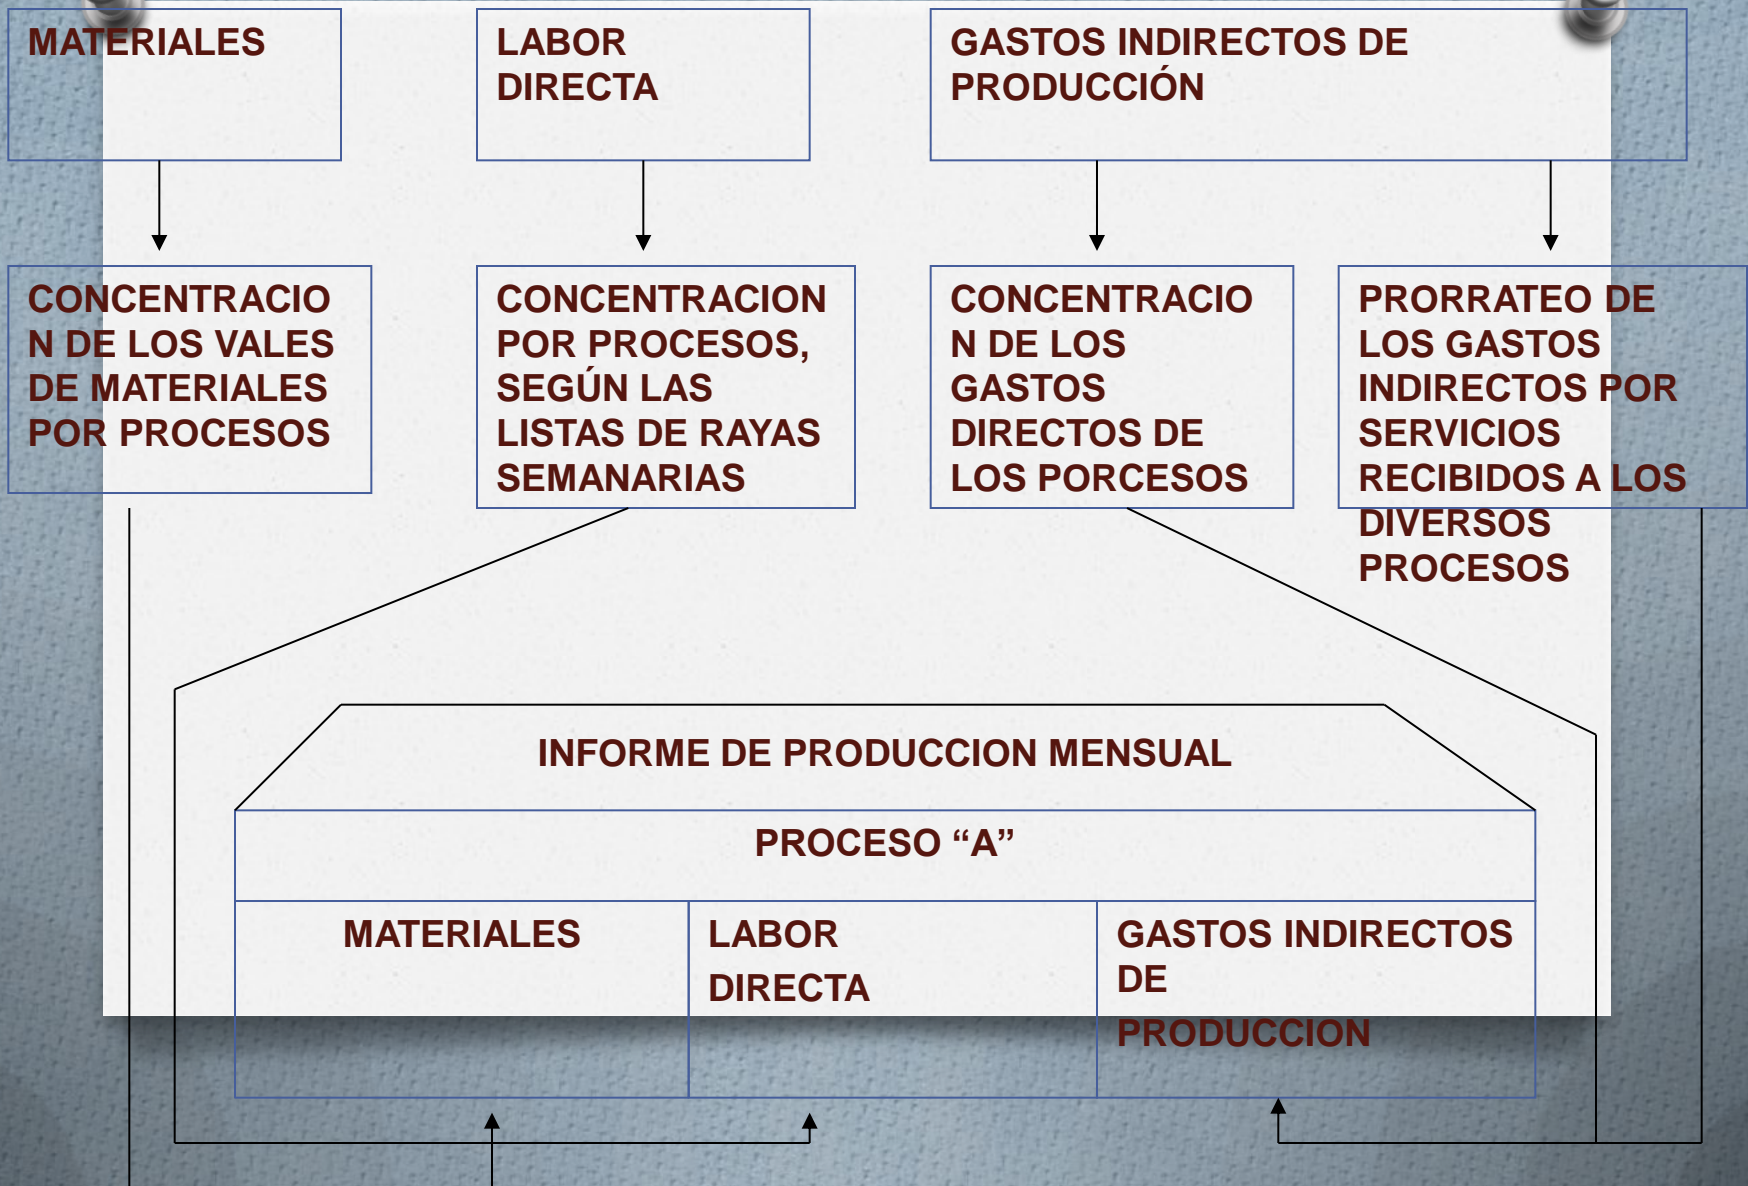 MATERIALES
LABOR
DIRECTA
GASTOS INDIRECTOS DE
PRODUCCIÓN
CONCENTRACIO
N DE LOS VALES
DE MATERIALES
POR PROCESOS
CONCENTRACION
POR PROCESOS,
SEGÚN LAS
LISTAS DE RAYAS
SEMANARIAS
CONCENTRACIO
N DE LOS
GASTOS
DIRECTOS DE
LOS PORCESOS
PRORRATEO DE
LOS GASTOS
INDIRECTOS POR
SERVICIOS
RECIBIDOS A LOS
DIVERSOS
PROCESOS
INFORME DE PRODUCCION MENSUAL
PROCESO “A”
MATERIALES
LABOR
DIRECTA
GASTOS INDIRECTOS
DE
PRODUCCION